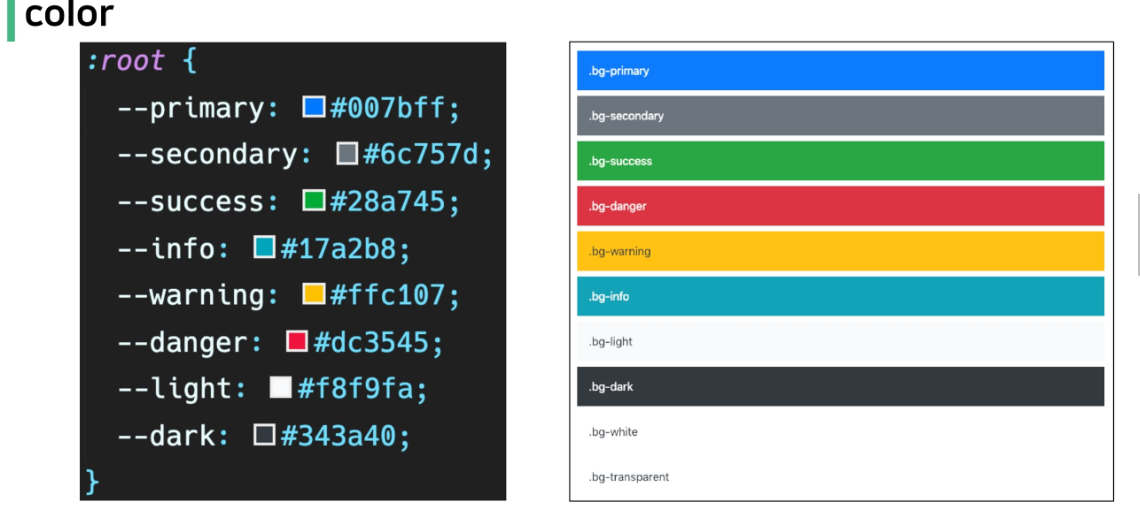 color
:root {
--primary: #007bff;
--secondary: #6c757d;
--success: #28a745;
--info: #17a2b8;
--warning: #ffc107;
--danger: #dc3545;
--light: #f8f9fa;
--dark: #343a40;
}
.bg-primary
.bg-secondary
.bg-success
.bg-danger
.bg-warning
.bg-info
.bg-light
.bg-dark
.bg-white
.bg-transparent